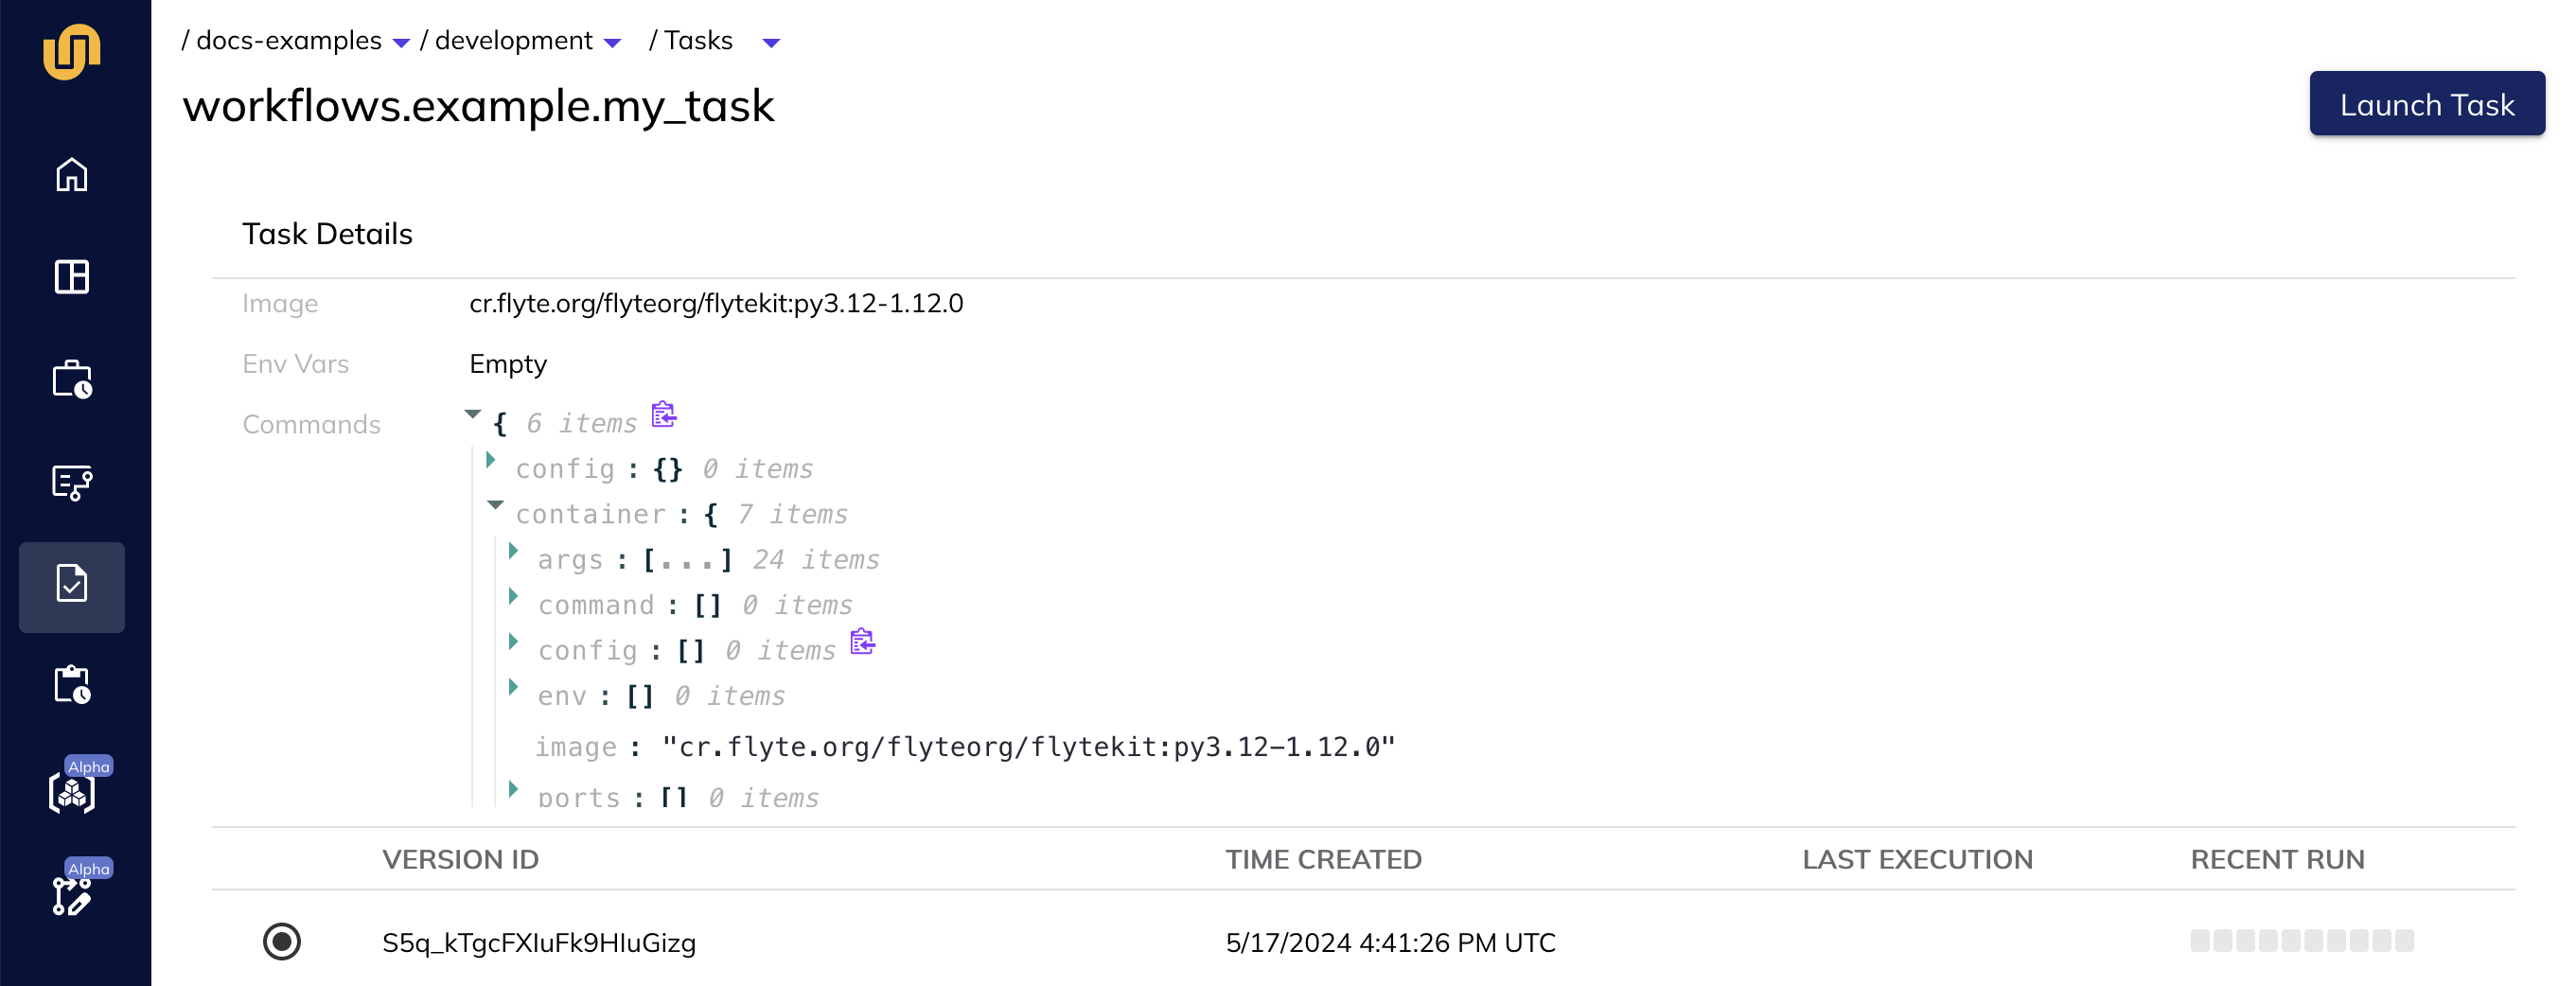 / docs-examples / development / Tasks
workflows.example.my_task
Launch Task
Task Details
Image cr.flyte.org/flyteorg/flytekit:py3.12-1.12.0
Env Vars Empty
Commands { 6 items
config : {} 0 items
container : { 7 items
args : [...] 24 items
command : [] 0 items
config : [] 0 items
env : [] 0 items
image : "cr.flyte.org/flyteorg/flytekit:py3.12-1.12.0"
ports : [] 0 items
Alpha
Alpha
VERSION ID TIME CREATED LAST EXECUTION RECENT RUN
S5q_kTgcFXIuFk9HIuGizg 5/17/2024 4:41:26 PM UTC